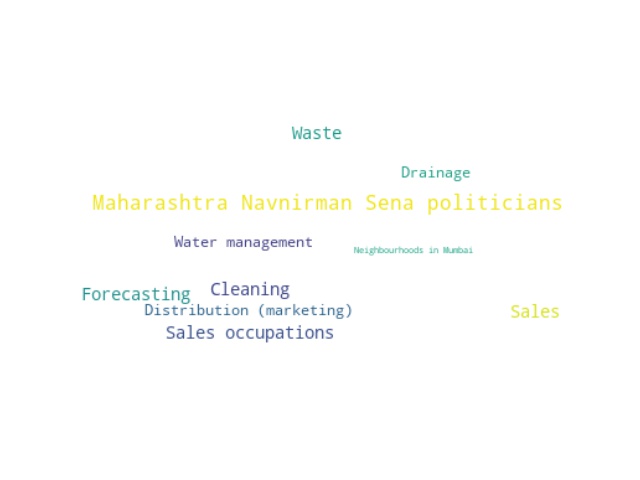 Waste
Drainage
Maharashtra Navnirman Sena politicians
Water management
Neighbourhoods in Mumbai
Cleaning
Forecasting
Distribution (marketing)
Sales
Sales occupations